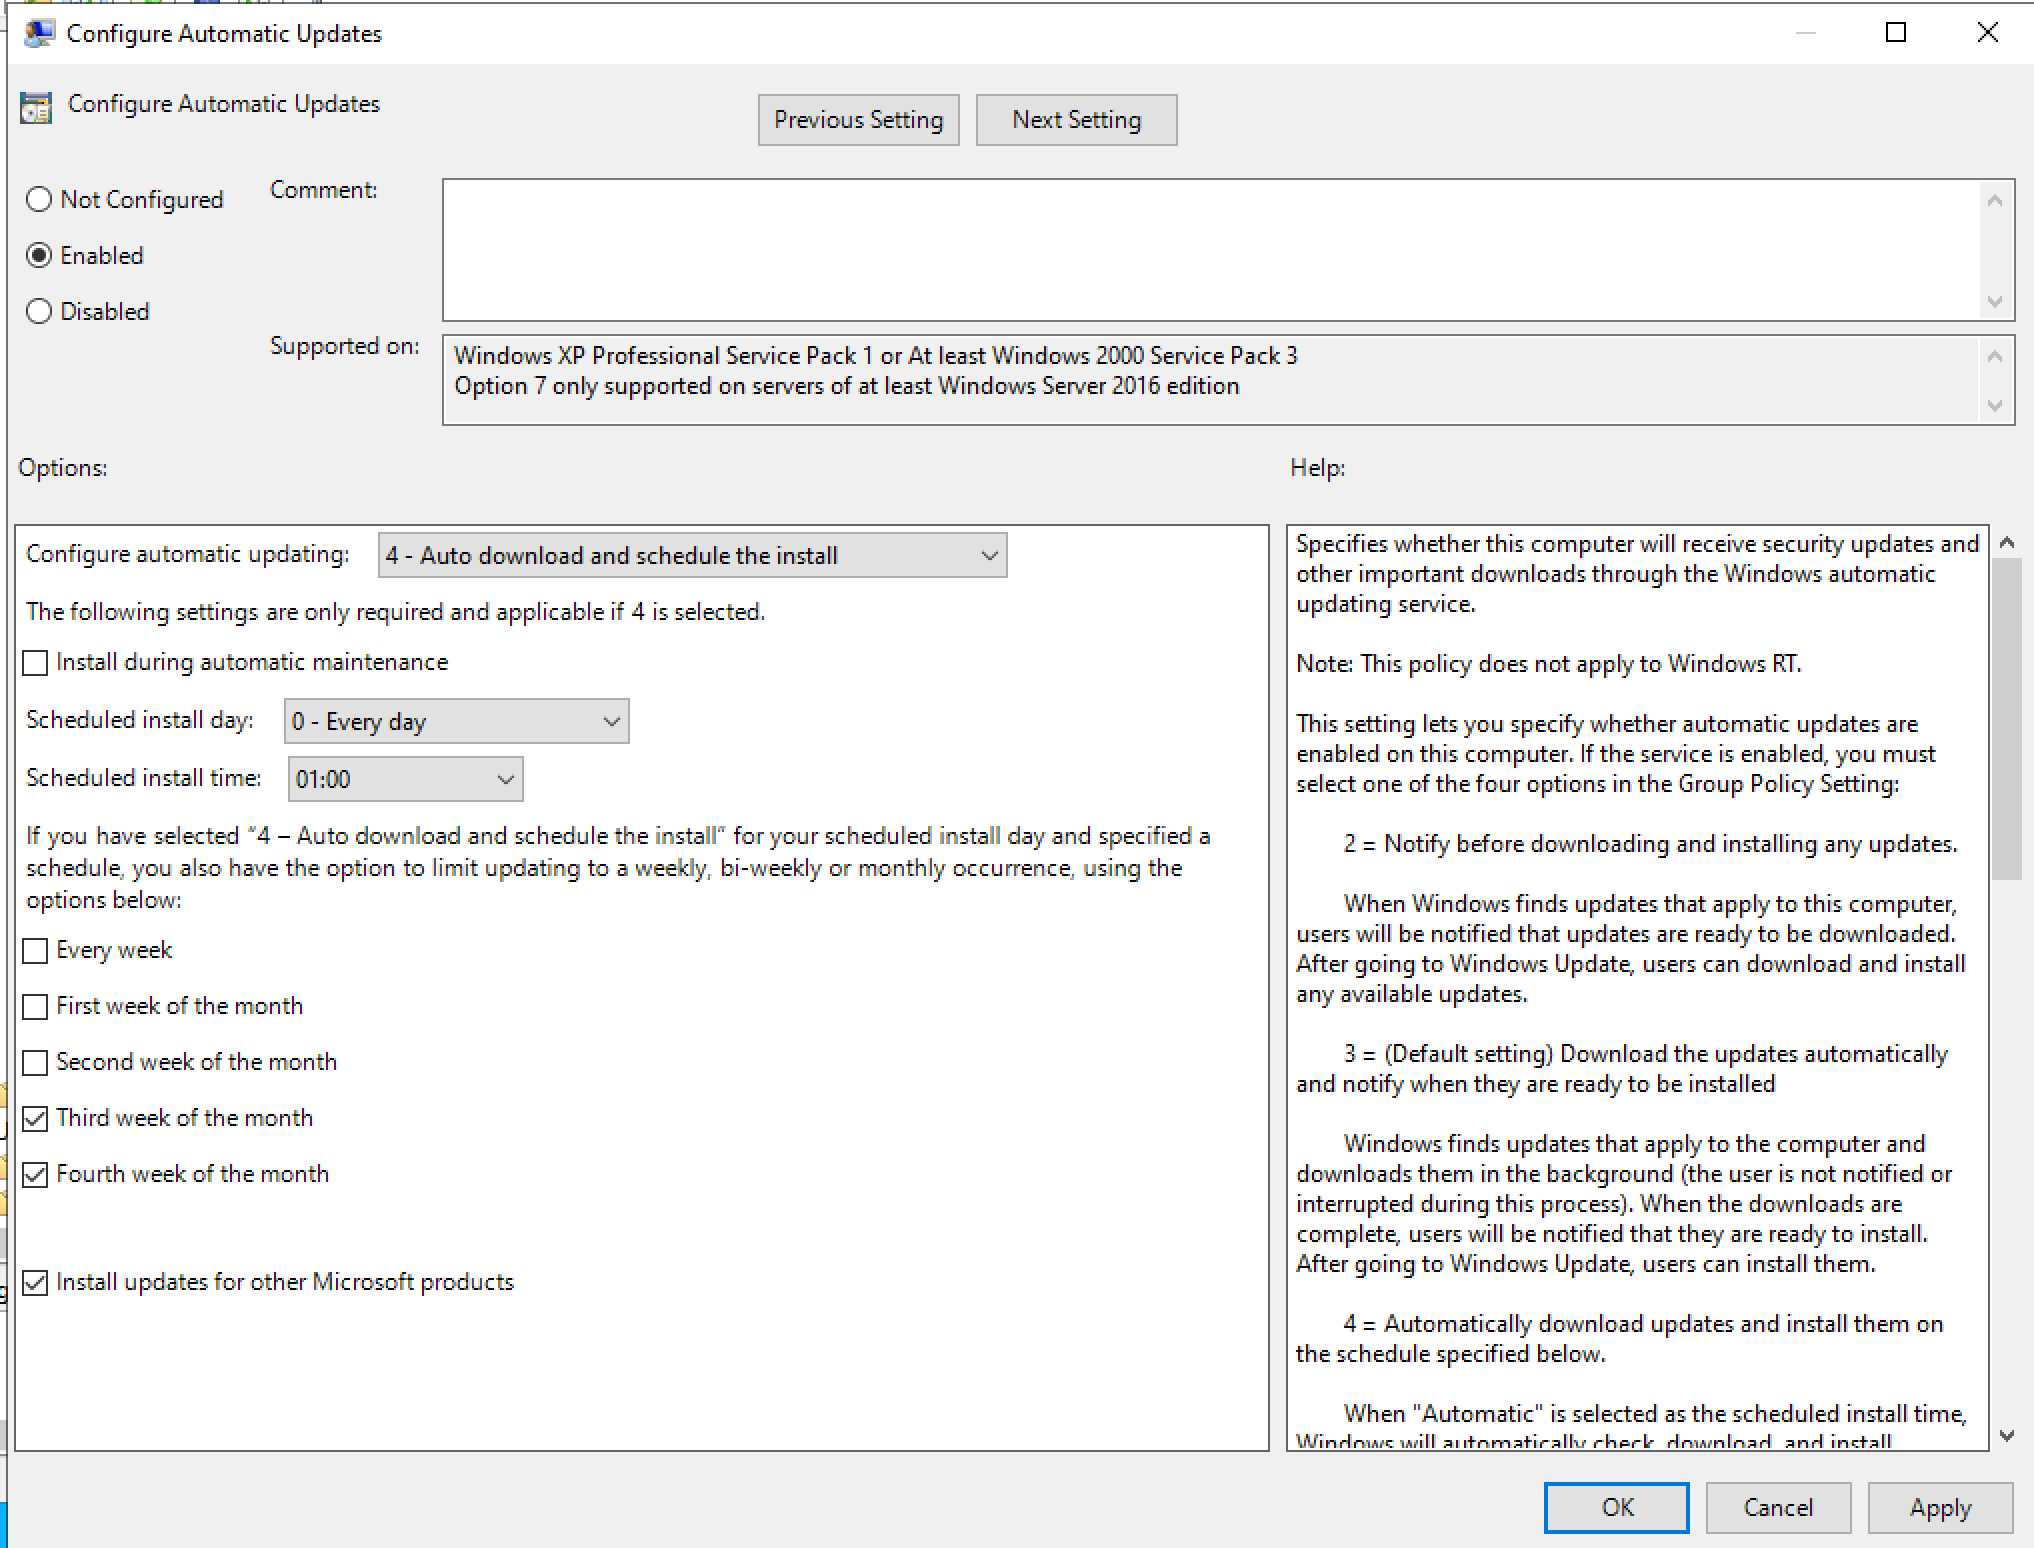 Configure Automatic Updates
Configure Automatic Updates
Previous Setting
Next Setting
Not Configured
Enabled
Disabled
Comment:
Supported on:
Windows XP Professional Service Pack 1 or At least Windows 2000 Service Pack 3
Option 7 only supported on servers of at least Windows Server 2016 edition
Options:
Configure automatic updating:
4 - Auto download and schedule the install
The following settings are only required and applicable if 4 is selected.
Install during automatic maintenance
Scheduled install day:
0 - Every day
Scheduled install time:
01:00
If you have selected “4 – Auto download and schedule the install” for your scheduled install day and specified a
schedule, you also have the option to limit updating to a weekly, bi-weekly or monthly occurrence, using the
options below:
Every week
First week of the month
Second week of the month
Third week of the month
Fourth week of the month
Install updates for other Microsoft products
Help:
Specifies whether this computer will receive security updates and
other important downloads through the Windows automatic
updating service.
Note: This policy does not apply to Windows RT.
This setting lets you specify whether automatic updates are
enabled on this computer. If the service is enabled, you must
select one of the four options in the Group Policy Setting:
2 = Notify before downloading and installing any updates.
When Windows finds updates that apply to this computer,
users will be notified that updates are ready to be downloaded.
After going to Windows Update, users can download and install
any available updates.
3 = (Default setting) Download the updates automatically
and notify when they are ready to be installed
Windows finds updates that apply to the computer and
downloads them in the background (the user is not notified or
interrupted during this process). When the downloads are
complete, users will be notified that they are ready to install.
After going to Windows Update, users can install them.
4 = Automatically download updates and install them on
the schedule specified below.
When "Automatic" is selected as the scheduled install time,
Windows will automatically check, download, and install
OK
Cancel
Apply